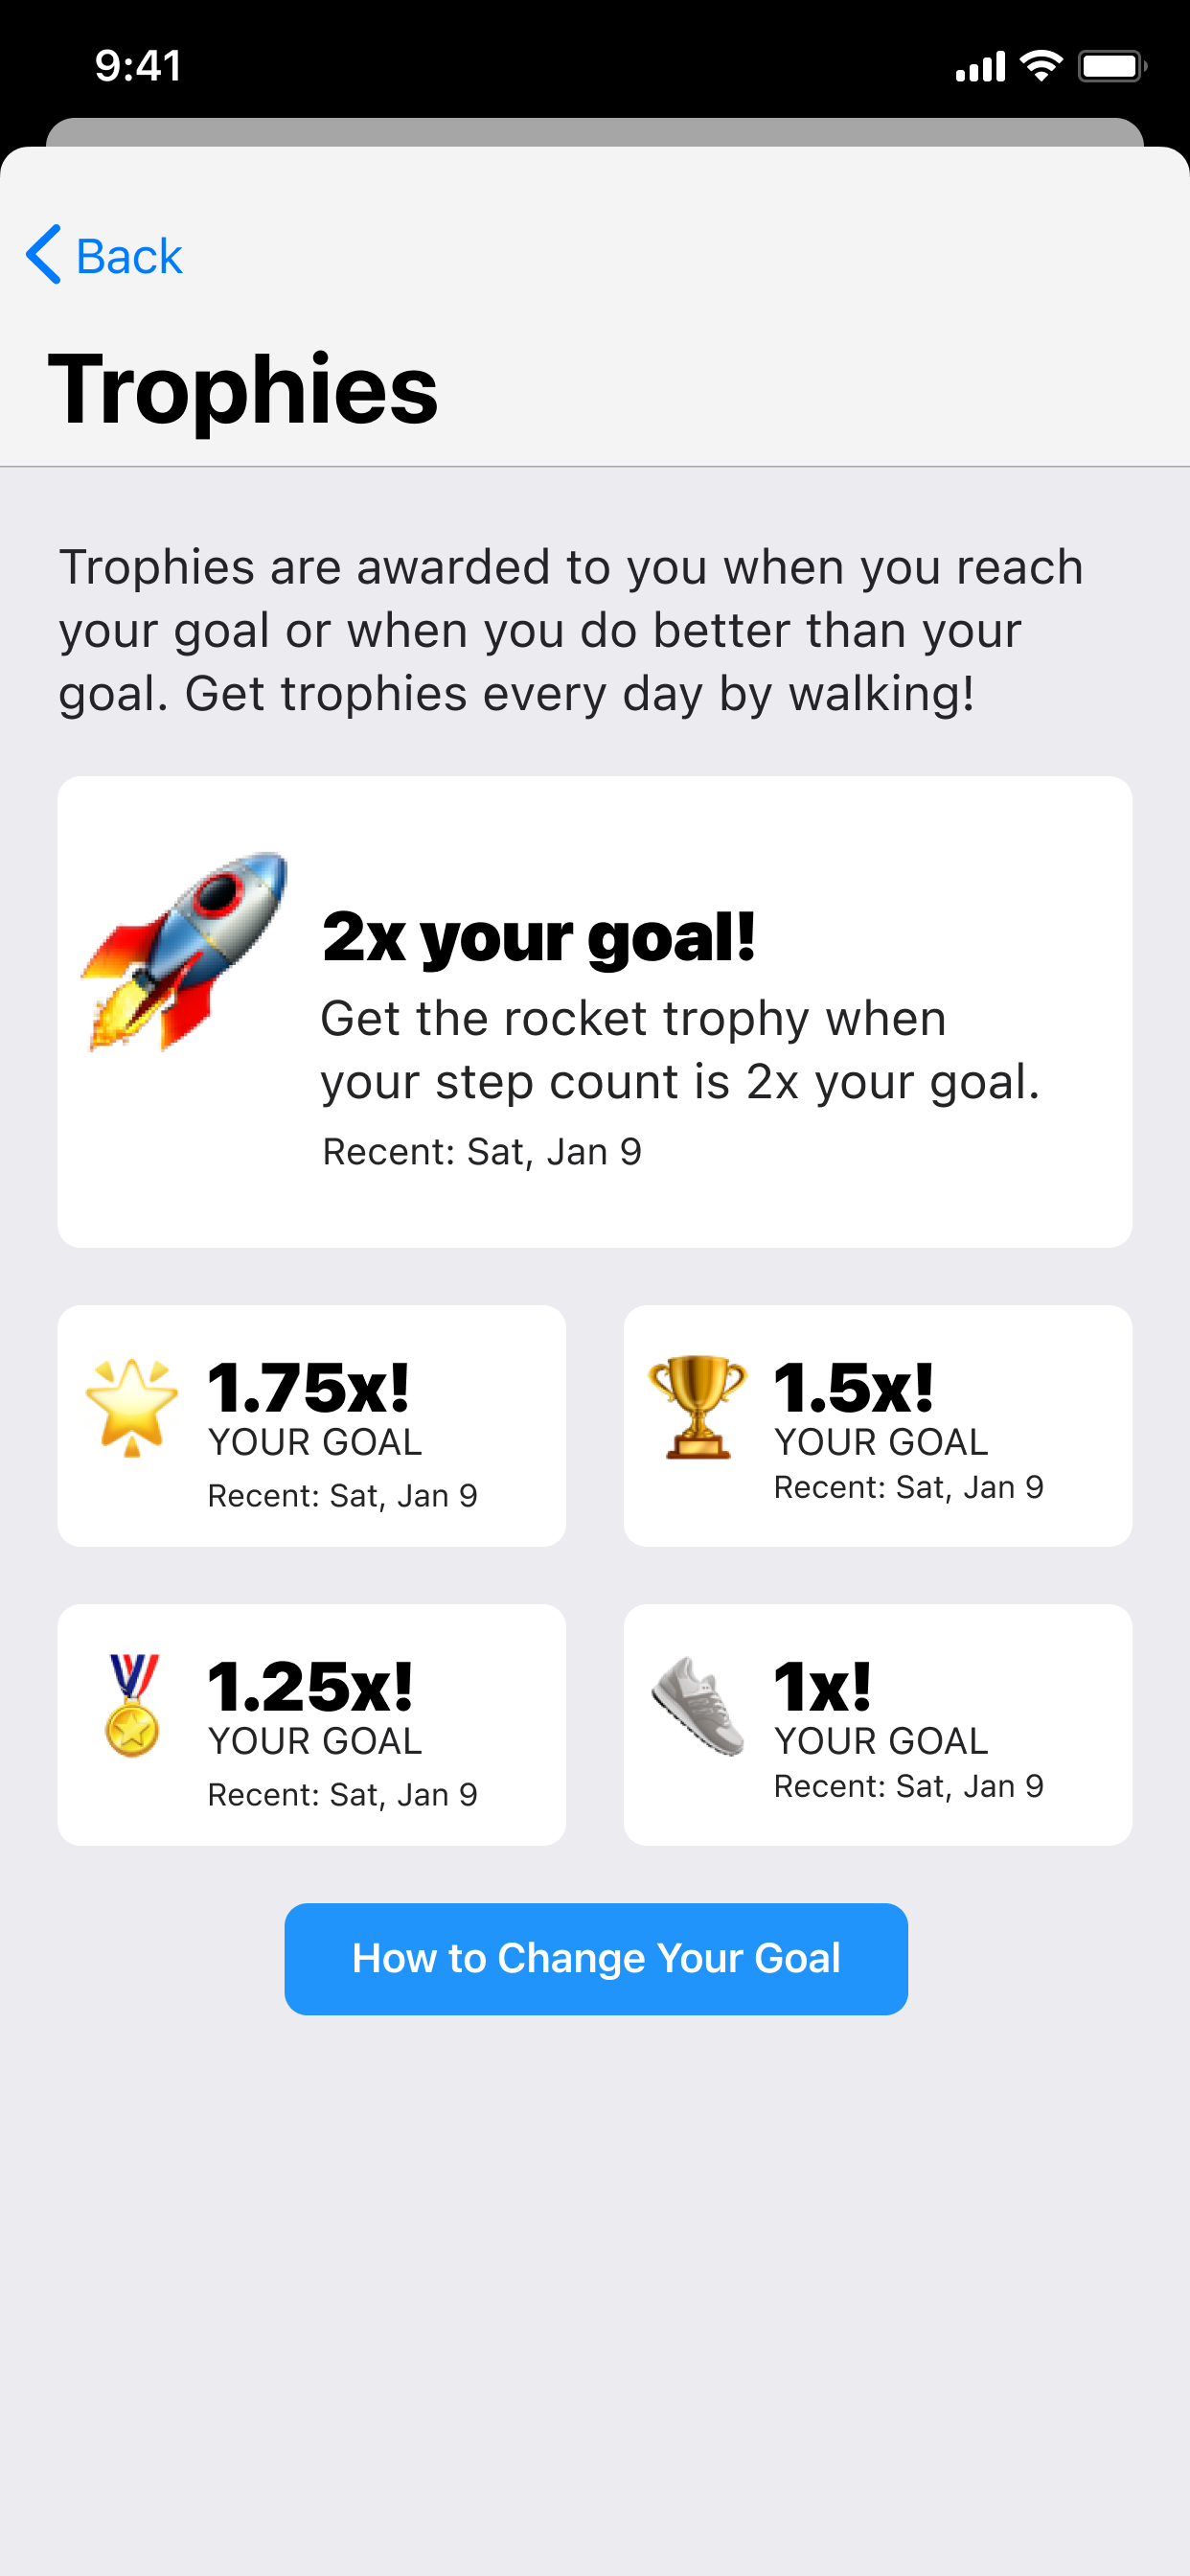 9:41
Back
Trophies
Trophies are awarded to you when you reach
your goal or when you do better than your
goal. Get trophies every day by walking!
2x your goal!
Get the rocket trophy when
your step count is 2x your goal.
Recent: Sat, Jan 9
1.75x!
YOUR GOAL
Recent: Sat, Jan 9
1.5x!
YOUR GOAL
Recent: Sat, Jan 9
1.25x!
YOUR GOAL
Recent: Sat, Jan 9
1x!
YOUR GOAL
Recent: Sat, Jan 9
How to Change Your Goal